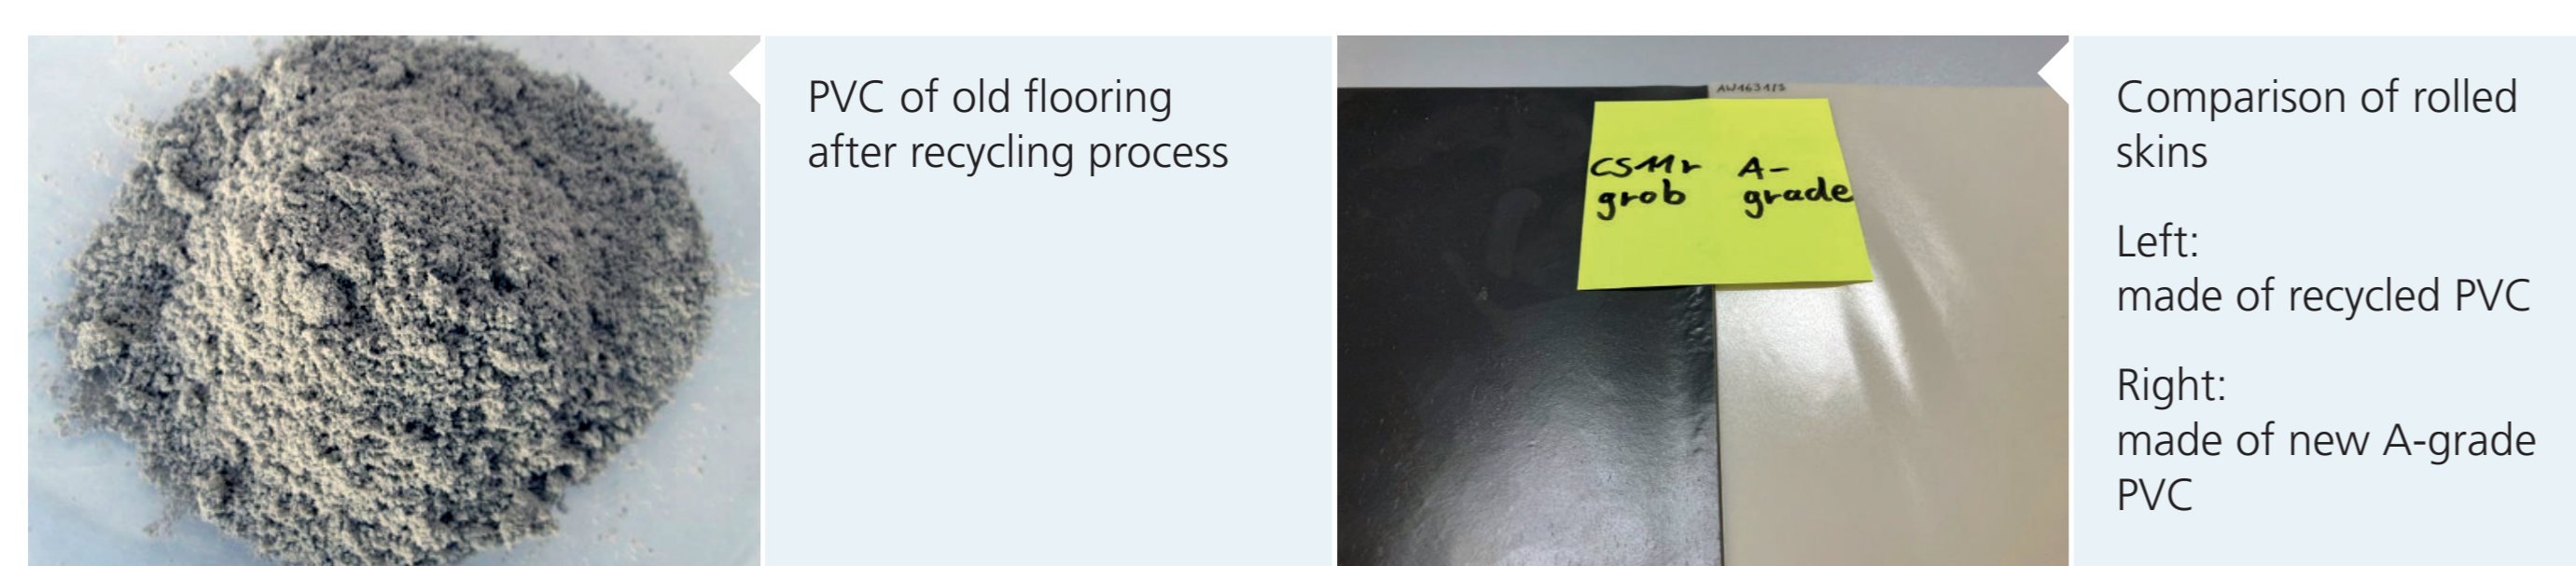 PVC of old flooring
after recycling process
CSMr
grob
A-
grade
Comparison of rolled
skins
Left:
made of recycled PVC
Right:
made of new A-grade
PVC